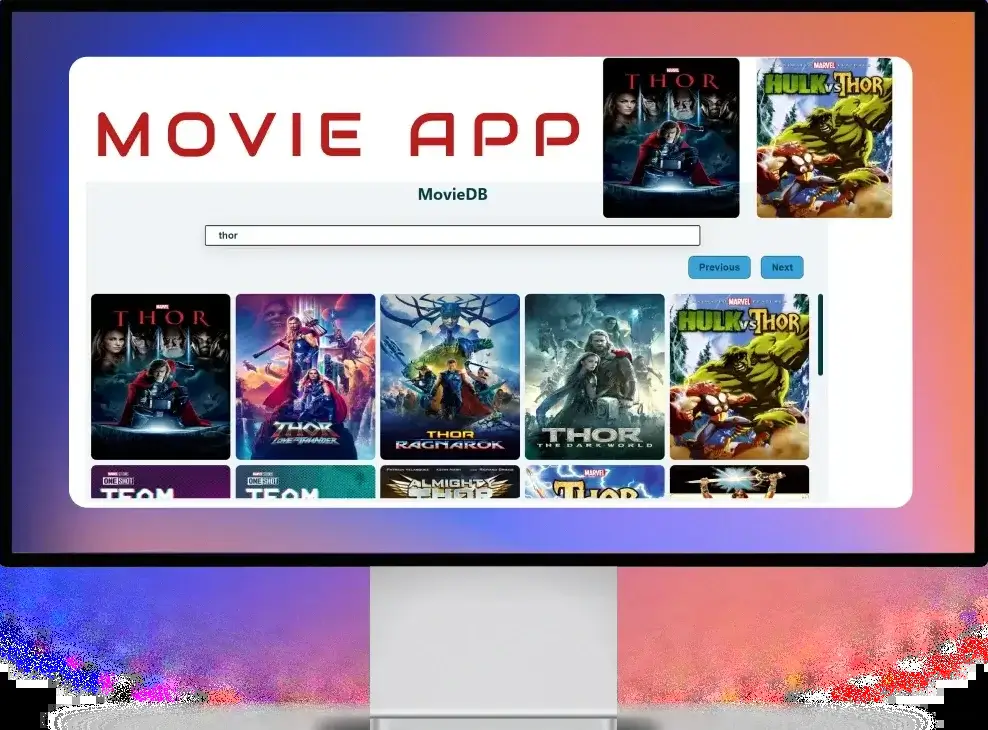 MARVEL
THOR
MARVEL
HULK vs THOR
MOVIE APP
MovieDB
thor
Previous
Next
MARVEL
THOR
THOR
LOVE AND THUNDER
THOR
RAGNAROK
THOR
THE DARK WORLD
MARVEL
HULK vs THOR
ONE SHOT
TEAM
ONE SHOT
TEAM
ALMIGHTY
THOR
MARVEL
THOR